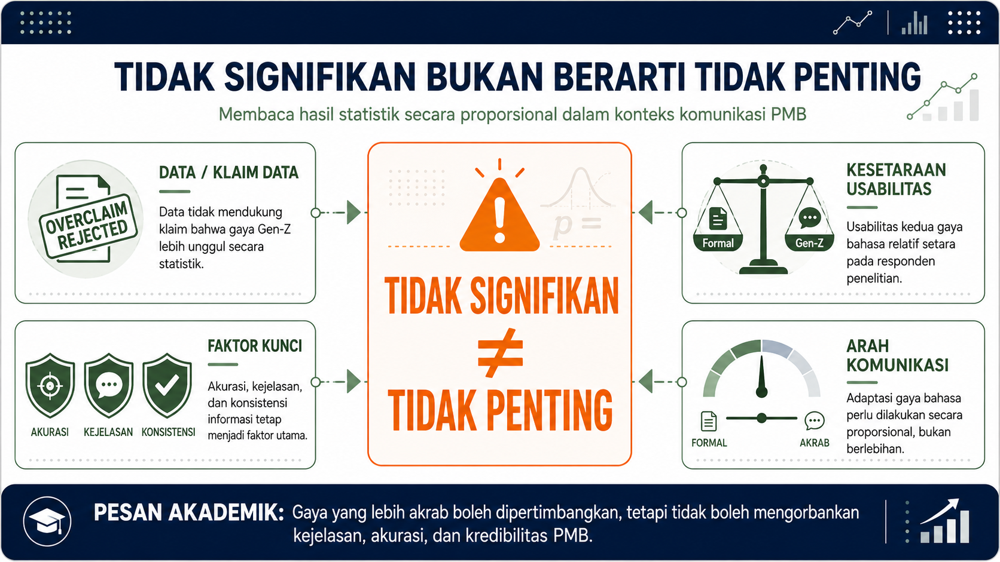 TIDAK SIGNIFIKAN BUKAN BERARTI TIDAK PENTING
Membaca hasil statistik secara proporsional dalam konteks komunikasi PMB
OVERCLAIM
REJECTED
DATA / KLAIM DATA
Data tidak mendukung
klaim bahwa gaya Gen-Z
lebih unggul secara
statistik.
FAKTOR KUNCI
Akurasi, kejelasan,
dan konsistensi
informasi tetap
menjadi faktor utama.
AKURASI
KEJELASAN
KONSISTENSI
p =
TIDAK SIGNIFIKAN
≠
TIDAK PENTING
Formal
Gen-Z
KESETARAAN
USABILITAS
Usabilitas kedua gaya
bahasa relatif setara
pada responden
penelitian.
FORMAL
AKRAB
ARAH
KOMUNIKASI
Adaptasi gaya bahasa
perlu dilakukan secara
proporsional, bukan
berlebihan.
PESAN AKADEMIK: Gaya yang lebih akrab boleh dipertimbangkan, tetapi tidak boleh mengorbankan
kejelasan, akurasi, dan kredibilitas PMB.